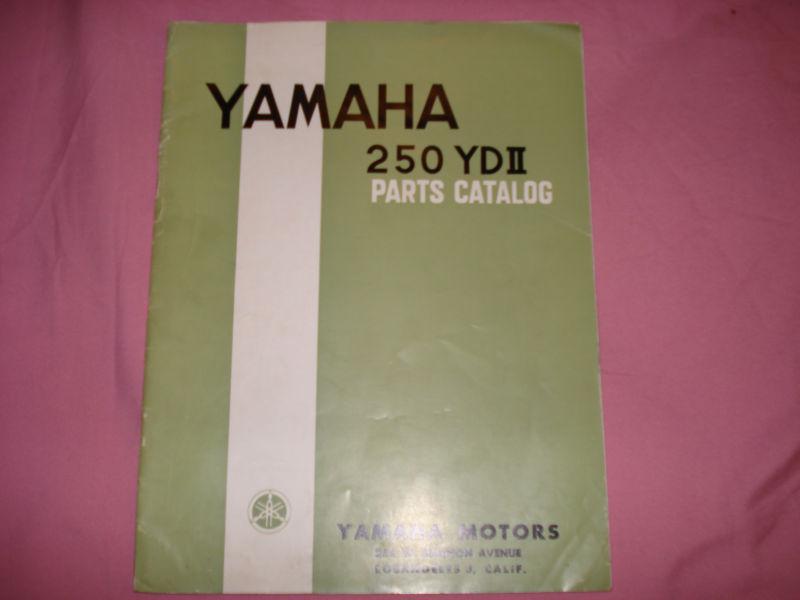 YAMAHA
250 YDII
PARTS CATALOG
YAMAHA MOTORS
AVENUE
CALIF.